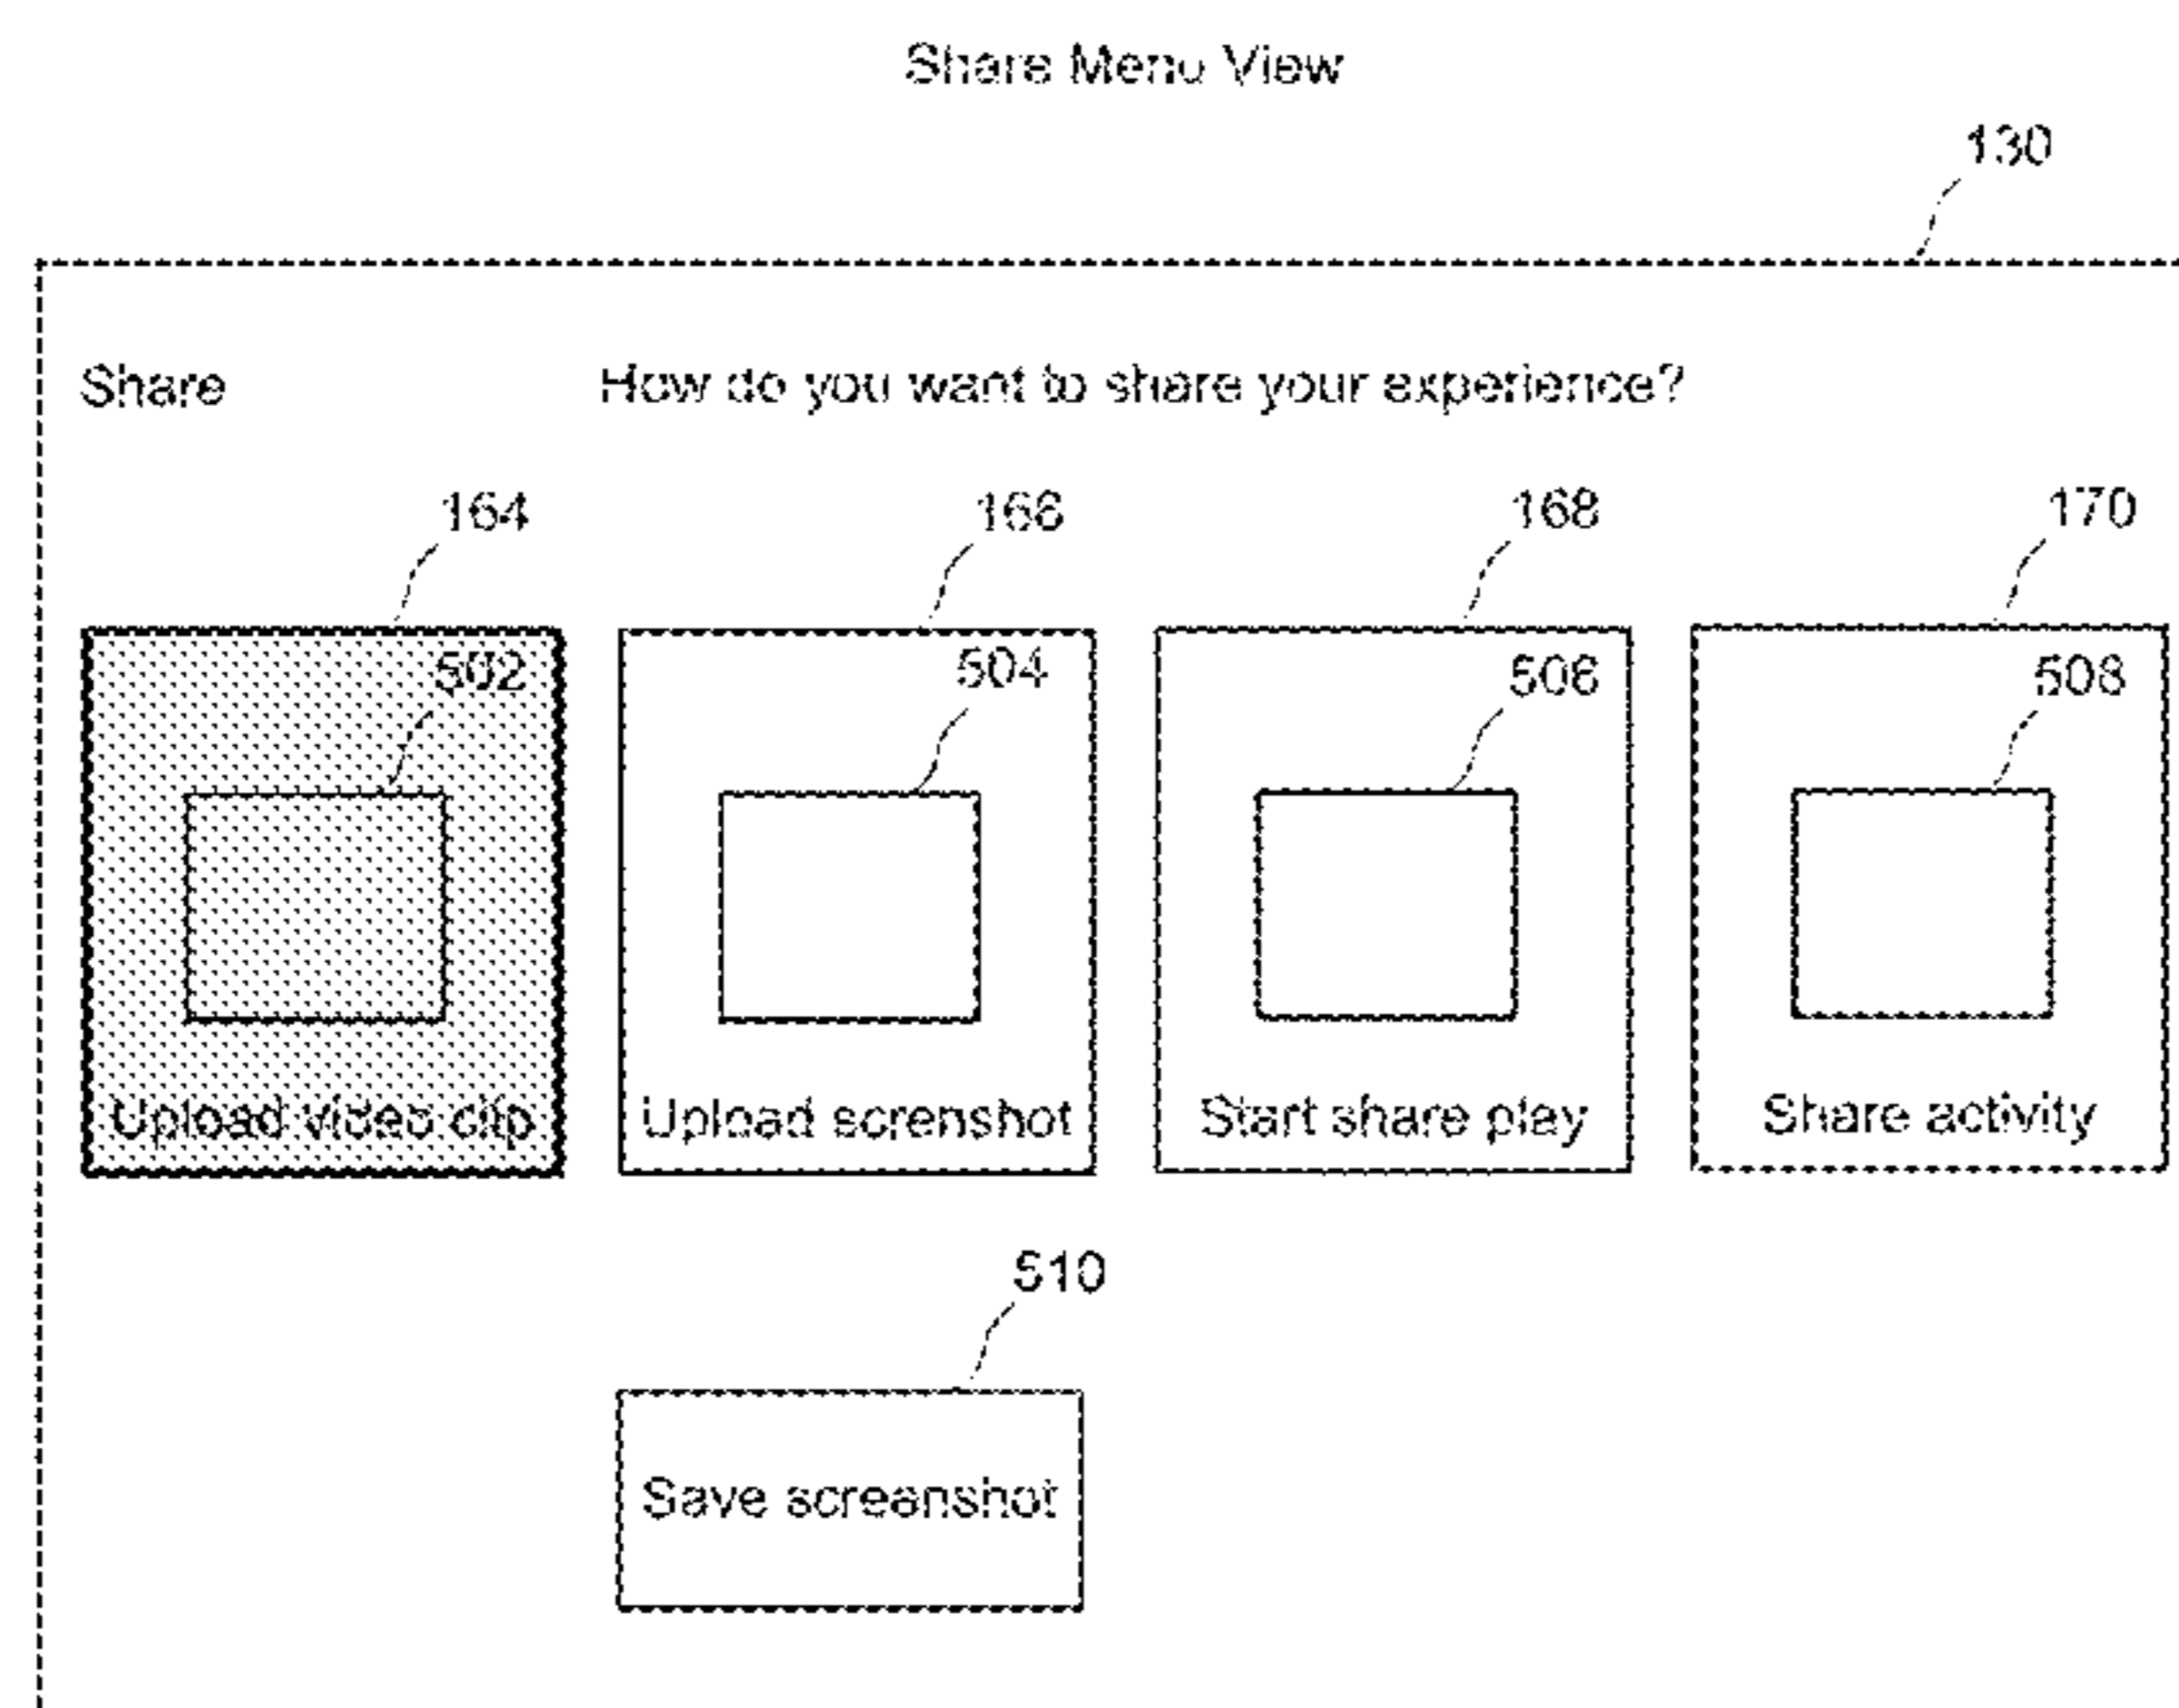 Share Menu View
130
Share How do you want to share your experience?
164 166 168 170
502 504 506 508
Upload video clip Upload screnshot Start share play Share activity
510
Save screenshot